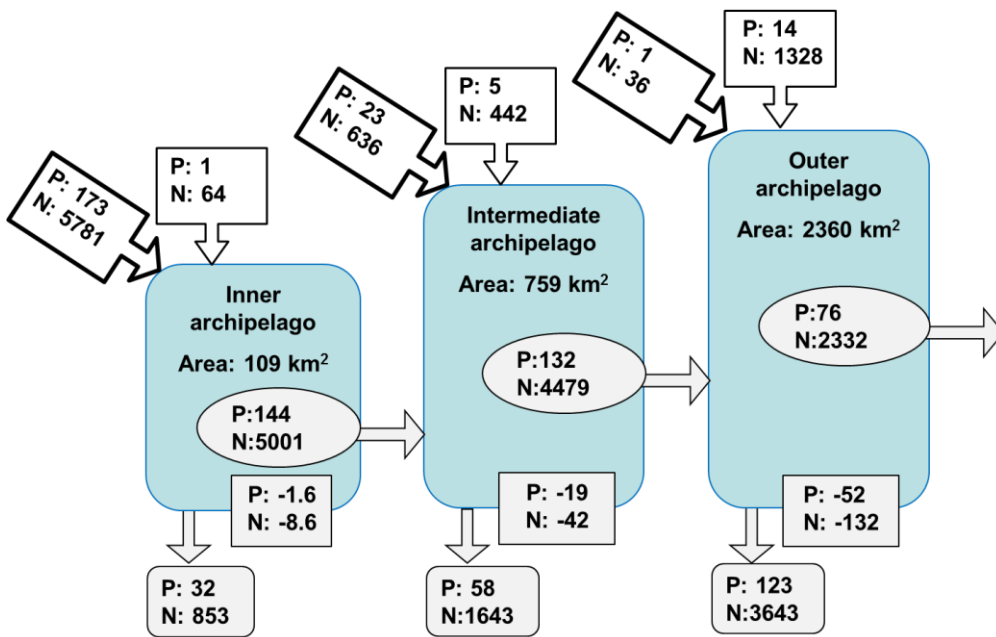 P: 173
N: 5781
P: 1
N: 64
Inner
archipelago
Area: 109 km²
P:144
N:5001
P: -1.6
N: -8.6
P: 32
N: 853
P: 23
N: 636
P: 5
N: 442
Intermediate
archipelago
Area: 759 km²
P:132
N:4479
P: -19
N: -42
P: 58
N:1643
P: 1
N: 36
P: 14
N: 1328
Outer
archipelago
Area: 2360 km²
P:76
N:2332
P: -52
N: -132
P: 123
N:3643